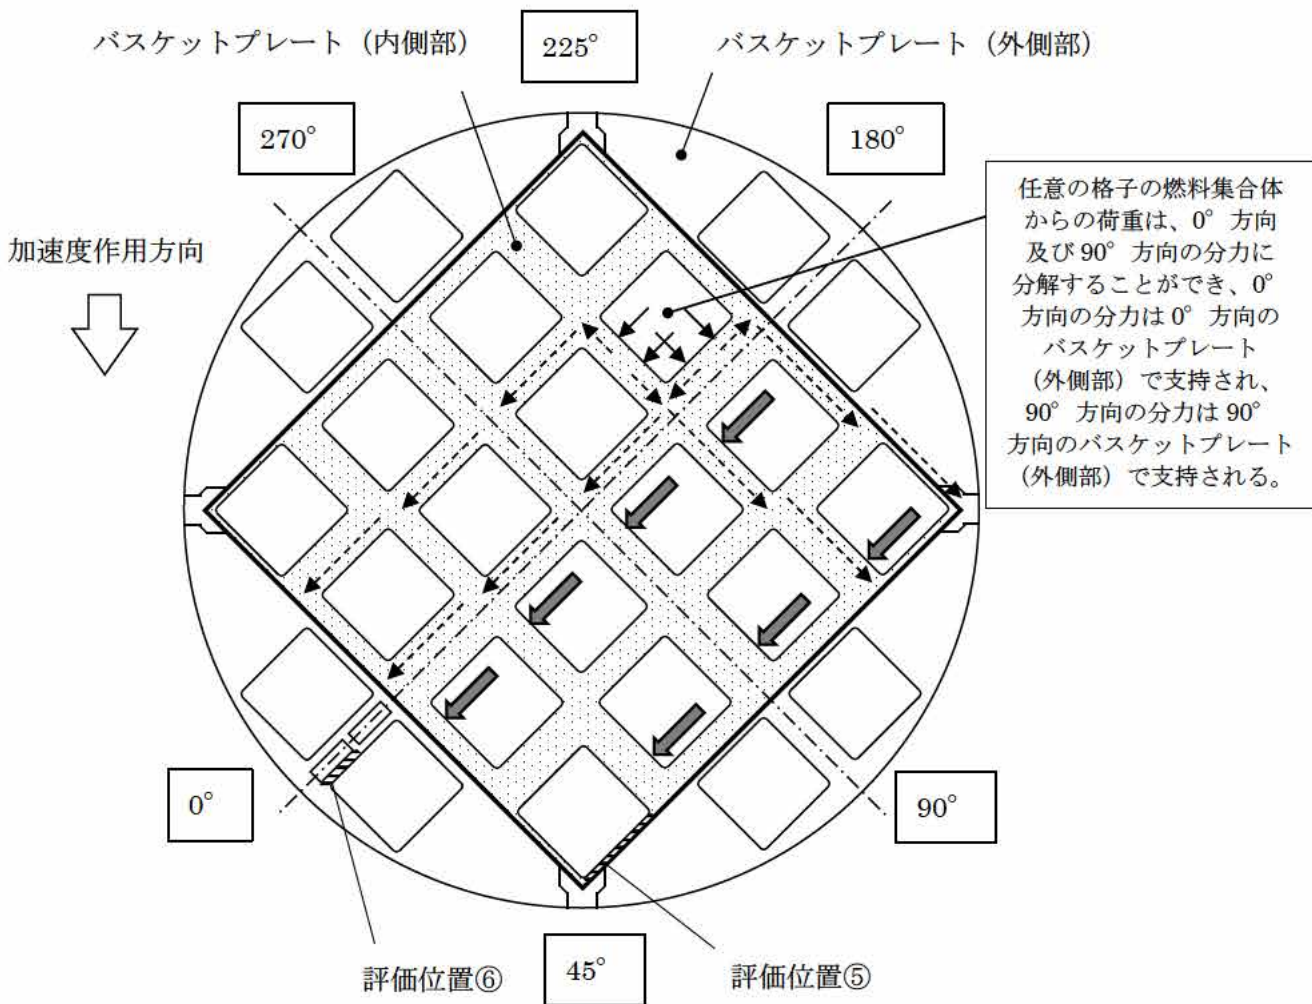 バスケットプレート（内側部）
225°
バスケットプレート（外側部）
270°
180°
加速度作用方向
任意の格子の燃料集合体
からの荷重は、0° 方向
及び 90° 方向の分力に
分解することができ、0°
方向の分力は 0° 方向の
バスケットプレート
（外側部）で支持され、
90° 方向の分力は 90°
方向のバスケットプレート
（外側部）で支持される。
0°
90°
評価位置⑥
45°
評価位置⑤